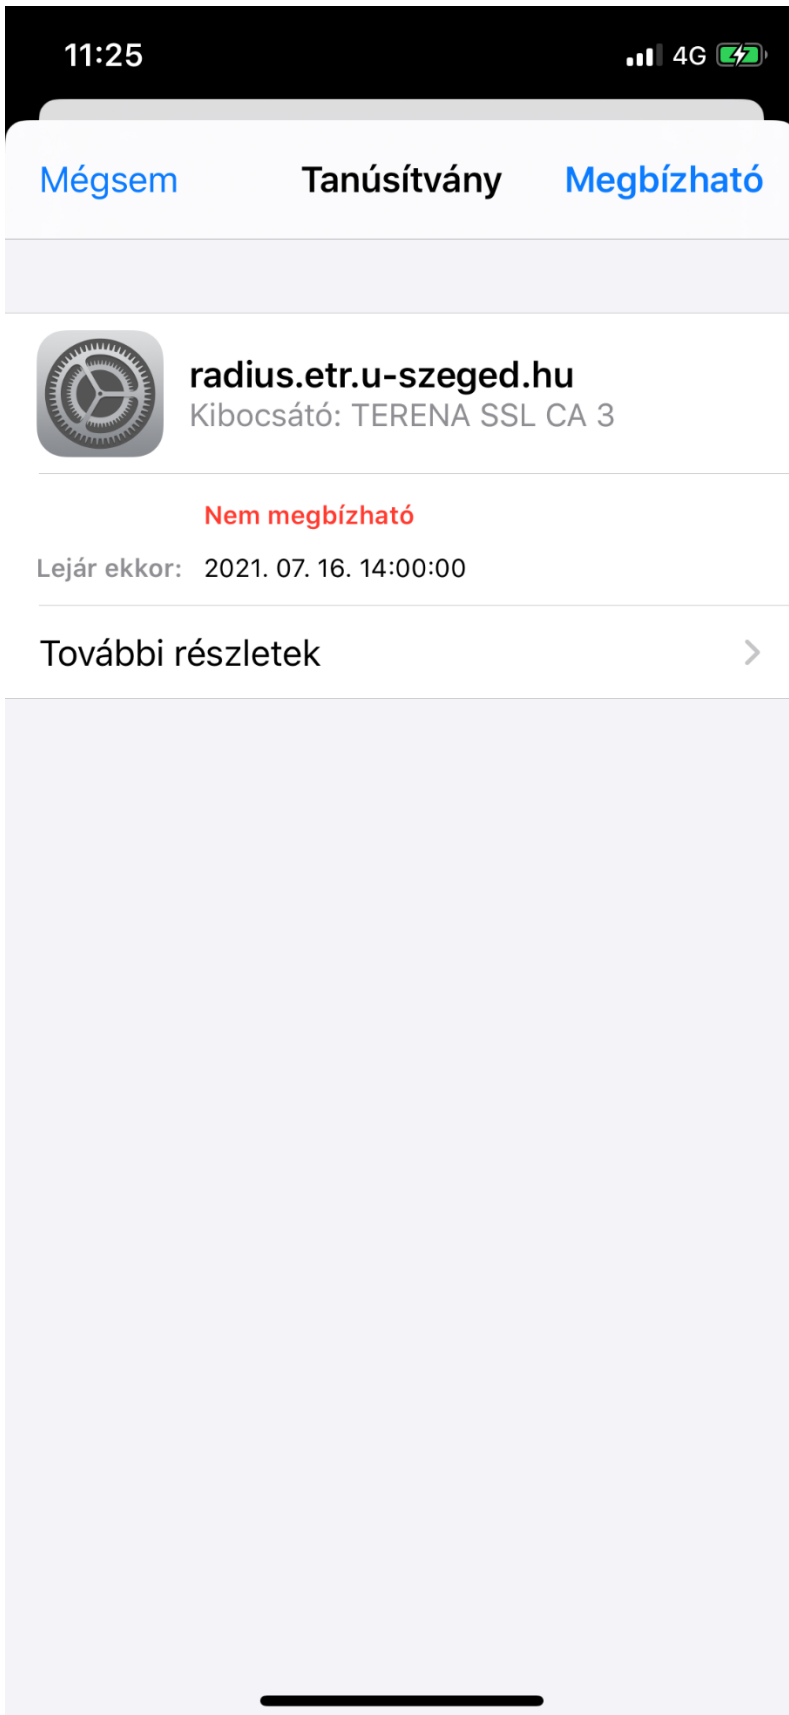 11:25 4G
Mégsem Tanúsítvány Megbízható
radius.etr.u-szeged.hu
Kibocsátó: TERENA SSL CA 3
Nem megbízható
Lejár ekkor: 2021. 07. 16. 14:00:00
További részletek